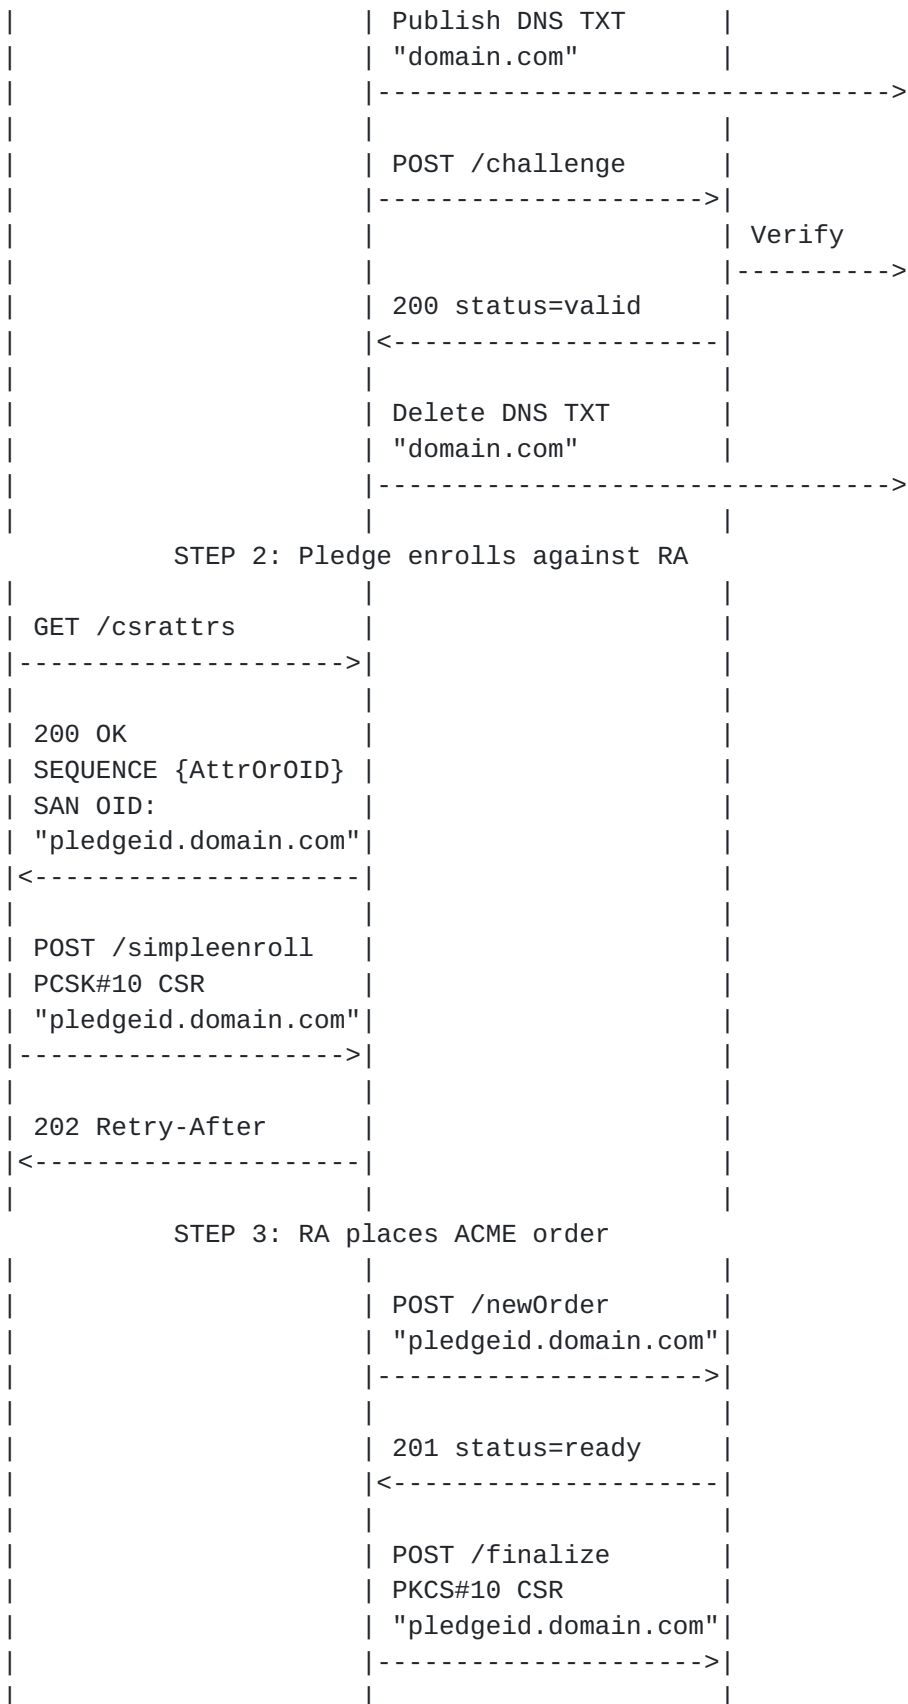 Publish DNS TXT
"domain.com"
POST /challenge
Verify
200 status=valid
Delete DNS TXT
"domain.com"
STEP 2: Pledge enrolls against RA
GET /csrattrs
200 OK
SEQUENCE {AttrOrOID}
SAN OID:
"pledgeid.domain.com"
POST /simpleenroll
PCSK#10 CSR
"pledgeid.domain.com"
202 Retry-After
STEP 3: RA places ACME order
POST /newOrder
"pledgeid.domain.com"
201 status=ready
POST /finalize
PKCS#10 CSR
"pledgeid.domain.com"